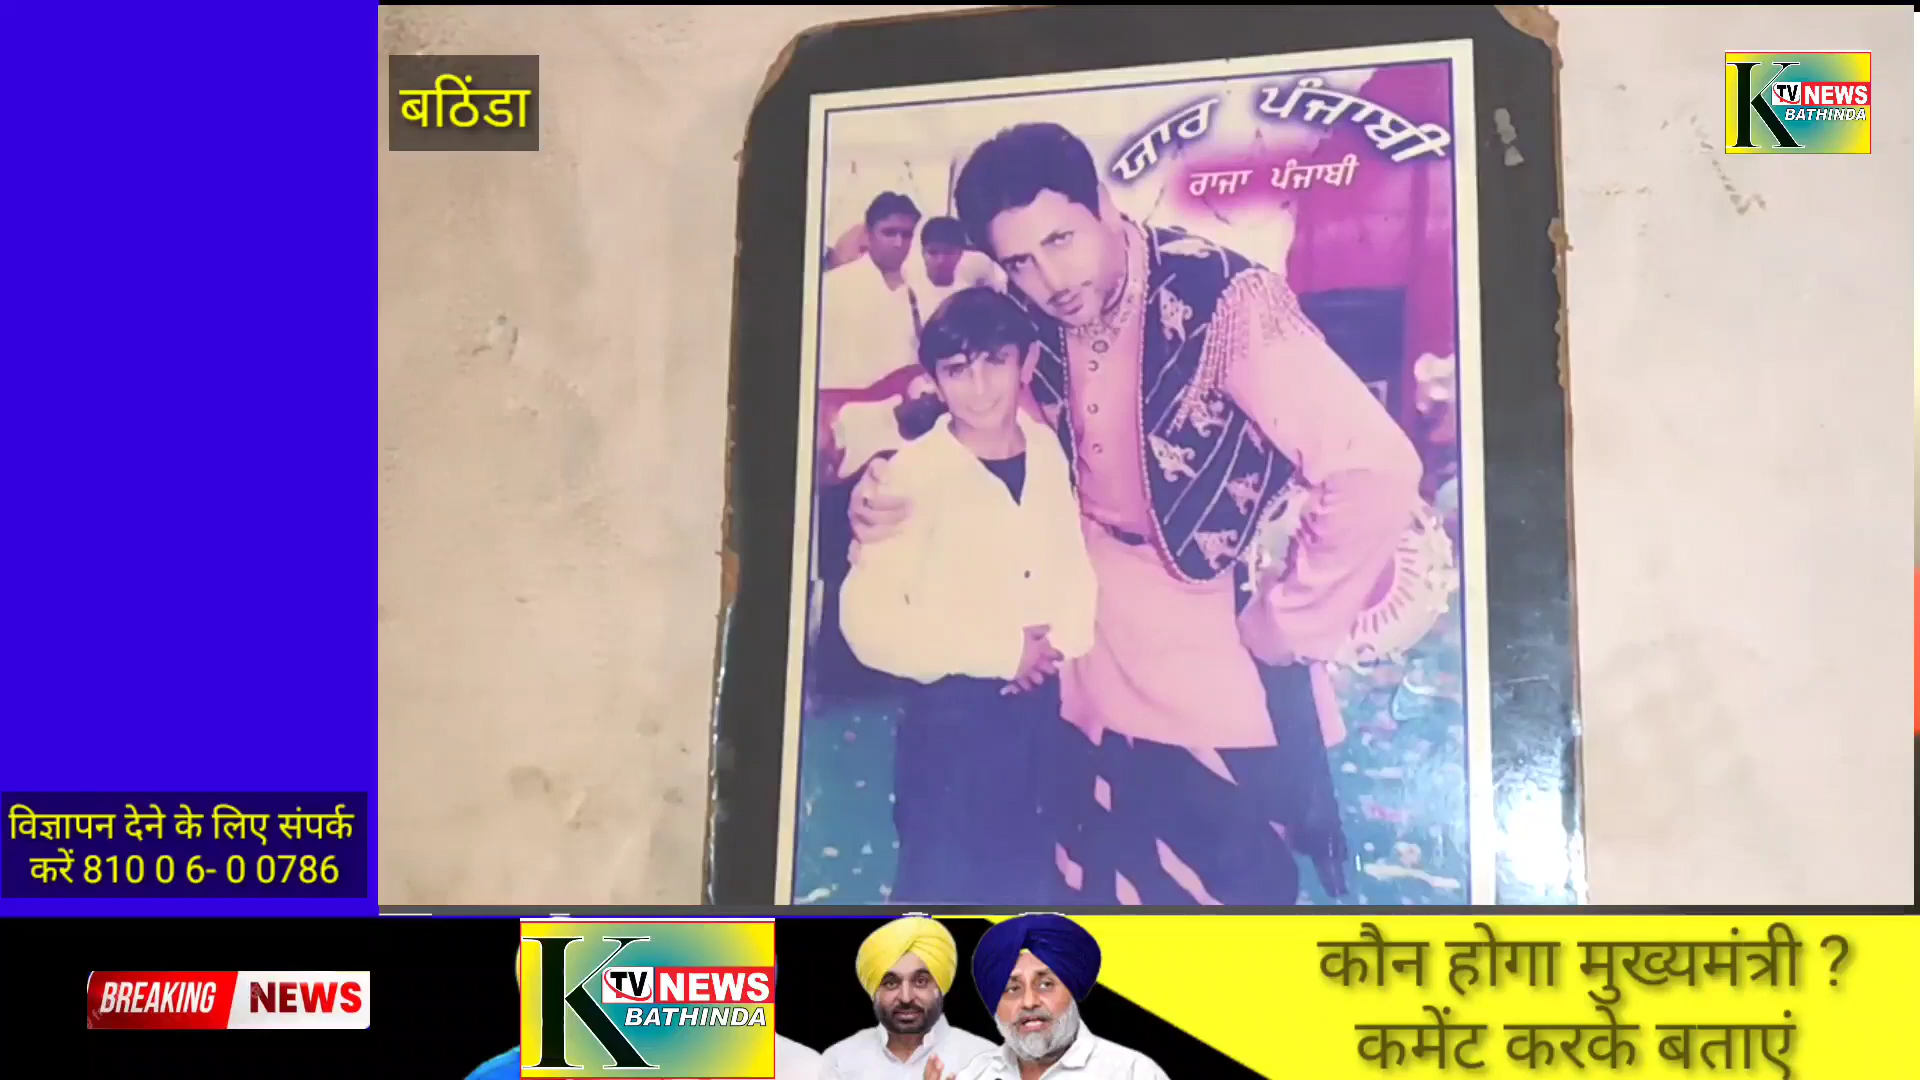 बठिंडा
ਯਾਰ ਪੰਜਾਬੀ
ਰਾਜਾ ਪੰਜਾਬੀ
K TV NEWS
BATHINDA
विज्ञापन देने के लिए संपर्क
करें 810 0 6- 0 0786
BREAKING NEWS
K TV NEWS
BATHINDA
कौन होगा मुख्यमंत्री ?
कमेंट करके बताएं